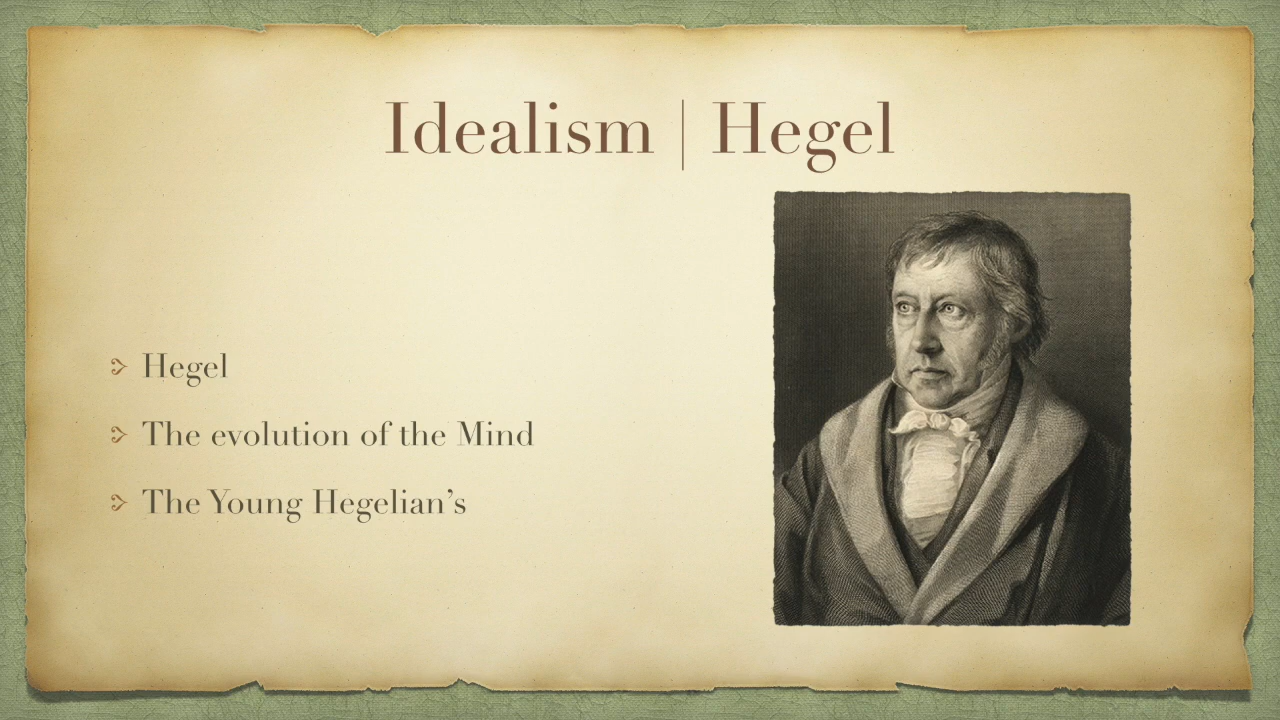 Idealism | Hegel
Hegel
The evolution of the Mind
The Young Hegelian’s